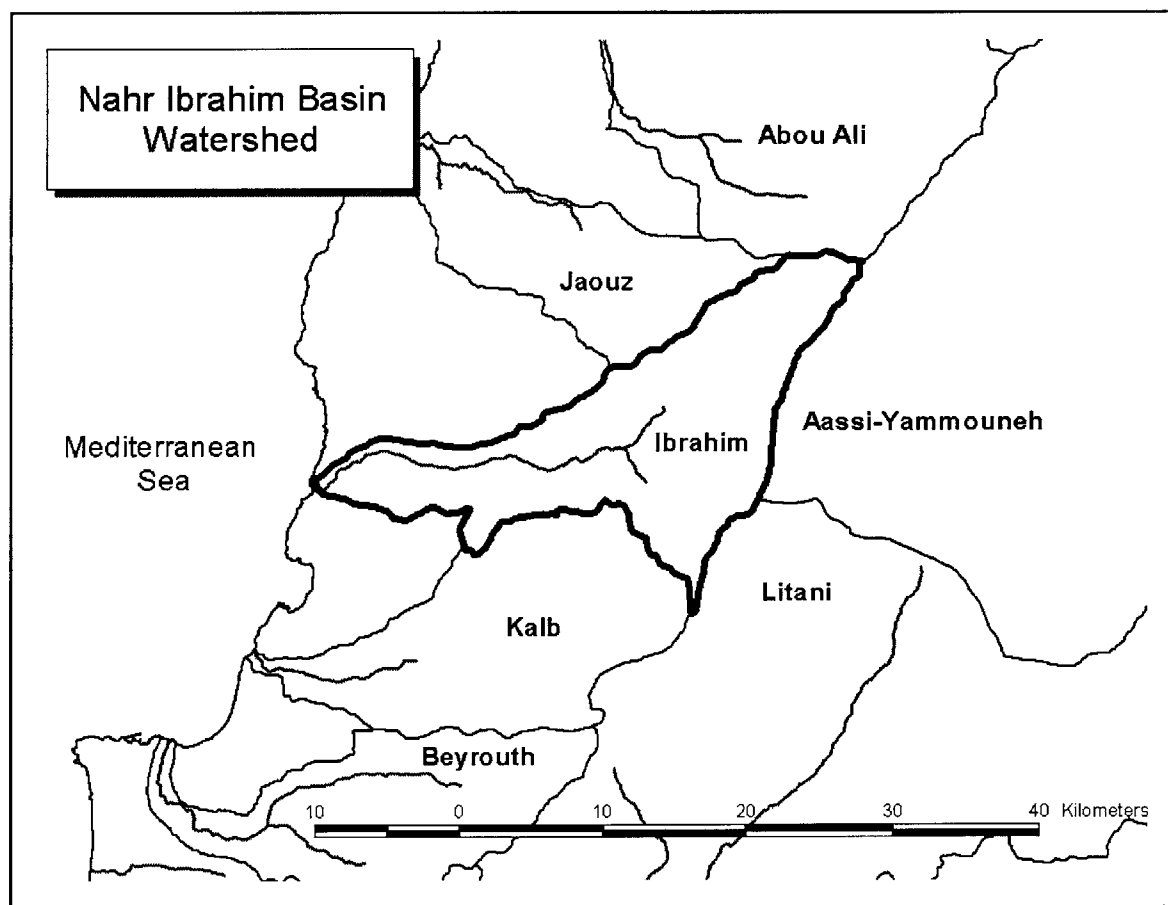 Nahr Ibrahim Basin
Watershed
Abou Ali
Jaouz
Ibrahim
Aassi-Yammouneh
Mediterranean
Sea
Litani
Kalb
Beyrouth
10 0 10 20 30 40 Kilometers